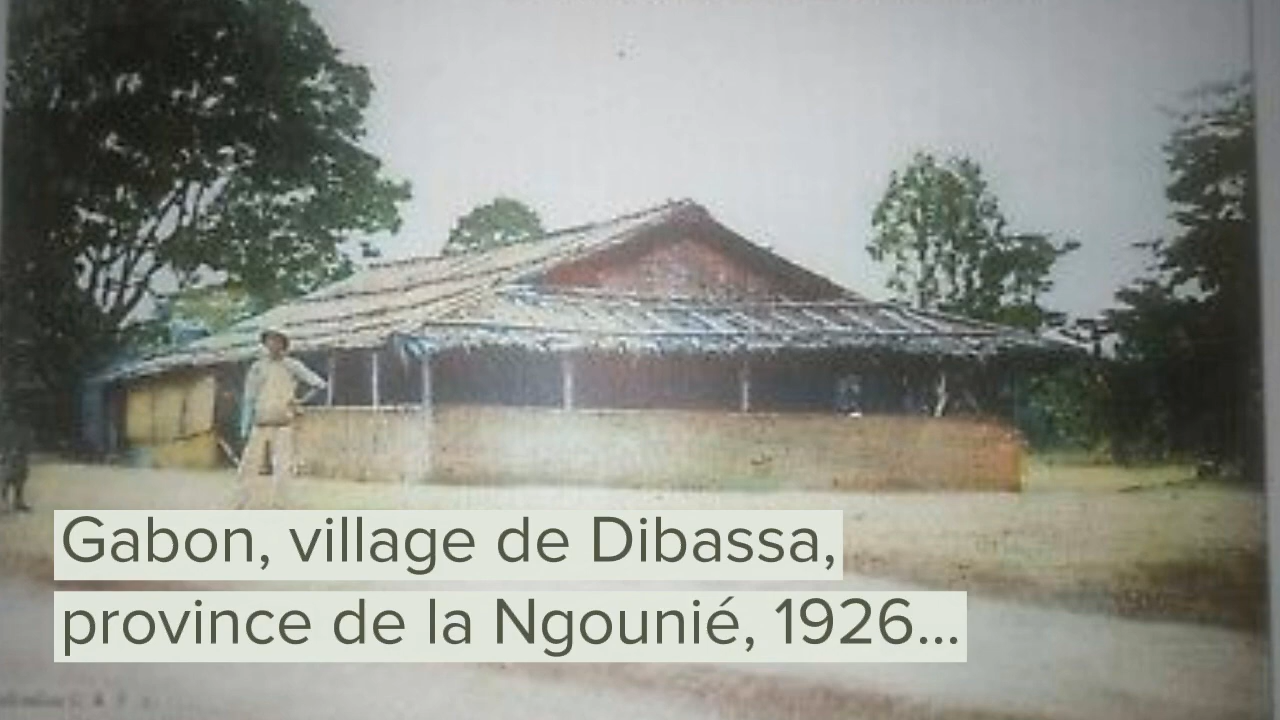 Gabon, village de Dibassa,
province de la Ngounié, 1926...